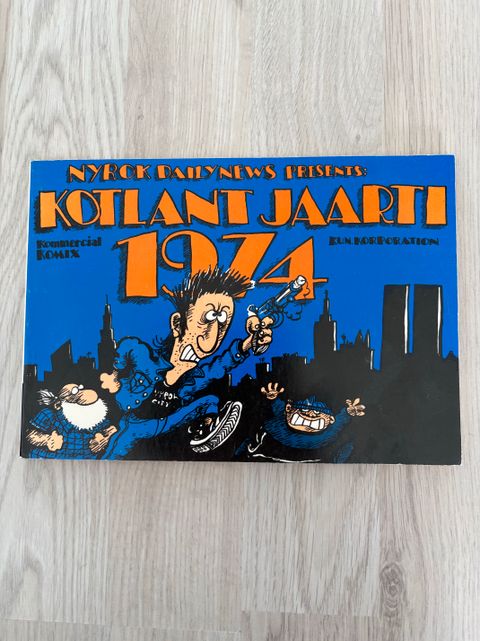 NYROK DAILYNEWS PRESENTS:
KOTLANT JAARTI
Kommercial
KOMIX
1974
KUN. KORPORATION